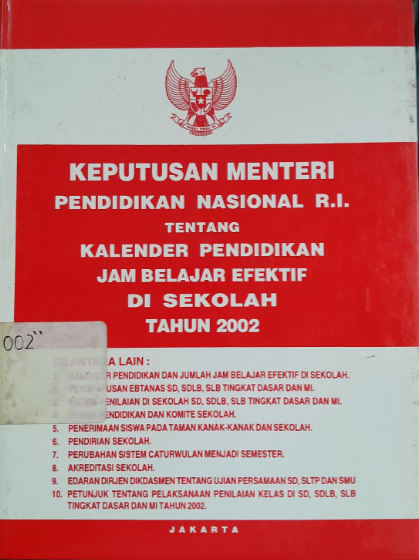 KEPUTUSAN MENTERI
PENDIDIKAN NASIONAL R.I.
TENTANG
KALENDER PENDIDIKAN
JAM BELAJAR EFEKTIF
DI SEKOLAH
TAHUN 2002
002"
ANTARA LAIN :
KALENDER PENDIDIKAN DAN JUMLAH JAM BELAJAR EFEKTIF DI SEKOLAH.
EBTANAS SD, SDLB, SLB TINGKAT DASAR DAN MI.
PENILAIAN DI SEKOLAH SD, SDLB, SLB TINGKAT DASAR DAN MI.
PENDIDIKAN DAN KOMITE SEKOLAH.
5. PENERIMAAN SISWA PADA TAMAN KANAK-KANAK DAN SEKOLAH.
6. PENDIRIAN SEKOLAH.
7. PERUBAHAN SISTEM CATURWULAN MENJADI SEMESTER.
8. AKREDITASI SEKOLAH.
9. EDARAN DIRJEN DIKDASMEN TENTANG UJIAN PERSAMAAN SD, SLTP DAN SMU
10. PETUNJUK TENTANG PELAKSANAAN PENILAIAN KELAS DI SD, SDLB, SLB
TINGKAT DASAR DAN MI TAHUN 2002.
JAKARTA